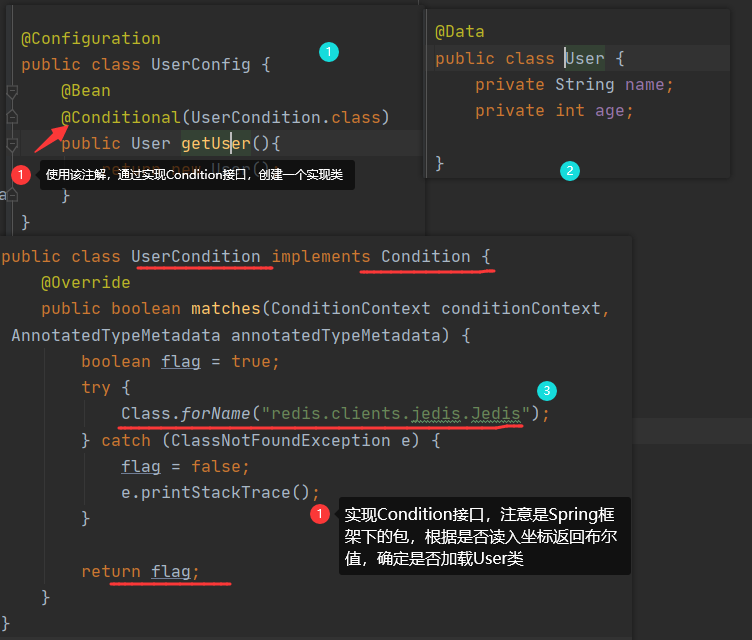 @Configuration
public class UserConfig {
@Bean
@Conditional(UserCondition.class)
public User getUser(){
return new User();
}
}
1
1
使用该注解，通过实现Condition接口，创建一个实现类
@Data
public class User {
private String name;
private int age;
}
2
public class UserCondition implements Condition {
@Override
public boolean matches(ConditionContext conditionContext,
AnnotatedTypeMetadata annotatedTypeMetadata) {
boolean flag = true;
try {
Class.forName("redis.clients.jedis.Jedis");
} catch (ClassNotFoundException e) {
flag = false;
e.printStackTrace();
}
return flag;
}
}
3
1
实现Condition接口，注意是Spring框
架下的包，根据是否读入坐标返回布尔
值，确定是否加载User类